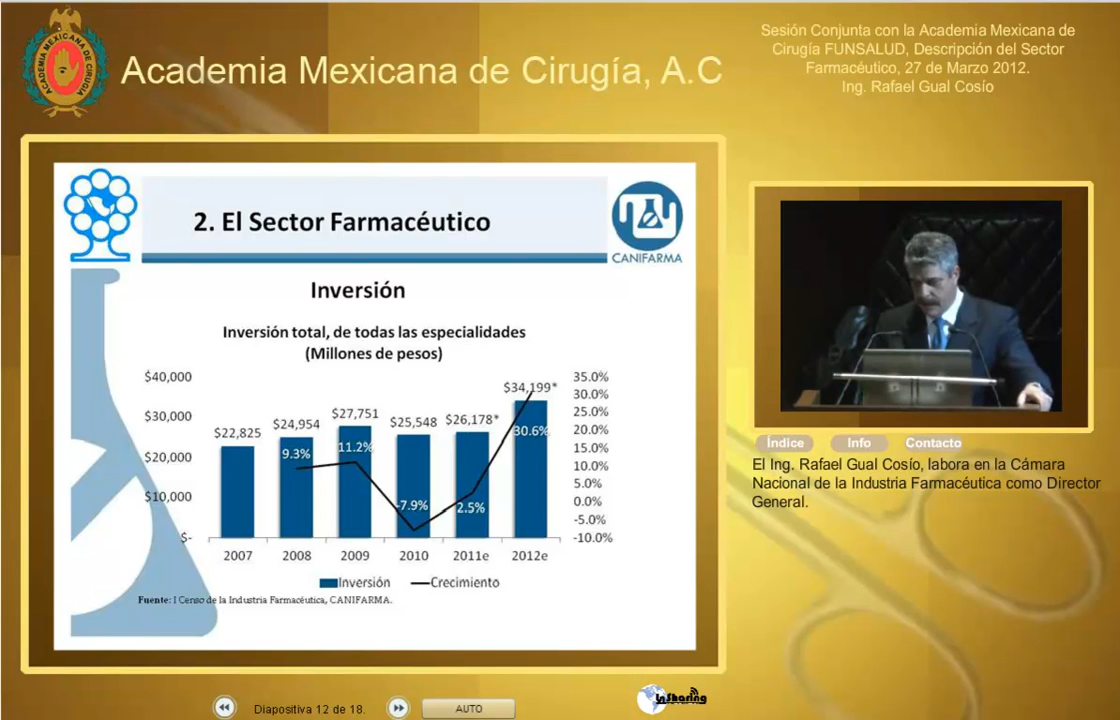 ACADEMIA MEXICANA DE CIRUGIA
Academia Mexicana de Cirugía, A.C
Sesión Conjunta con la Academia Mexicana de
Cirugía FUNSALUD, Descripción del Sector
Farmacéutico, 27 de Marzo 2012.
Ing. Rafael Gual Cosío
2. El Sector Farmacéutico
CANIFARMA
Inversión
Inversión total, de todas las especialidades
(Millones de pesos)
$40,000
$30,000
$20,000
$10,000
$-
$22,825
$24,954
$27,751
$25,548
$26,178*
$34,199*
9.3%
11.2%
-7.9%
2.5%
30.6%
35.0%
30.0%
25.0%
20.0%
15.0%
10.0%
5.0%
0.0%
-5.0%
-10.0%
2007 2008 2009 2010 2011e 2012e
Inversión Crecimiento
Fuente: I Censo de la Industria Farmacéutica, CANIFARMA.
Índice Info Contacto
El Ing. Rafael Gual Cosío, labora en la Cámara
Nacional de la Industria Farmacéutica como Director
General.
Diapositiva 12 de 18.
AUTO
InSharing